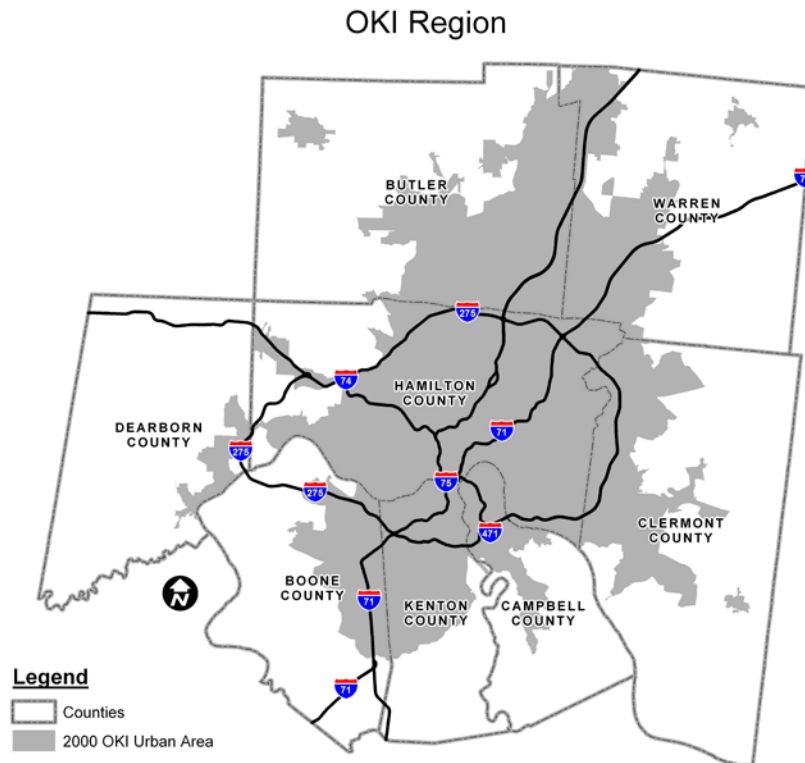 OKI Region
BUTLER
COUNTY
WARREN
COUNTY
275
74
HAMILTON
COUNTY
DEARBORN
COUNTY
71
275
75
275
471
CLERMONT
COUNTY
BOONE
COUNTY
71
KENTON
COUNTY
CAMPBELL
COUNTY
N
71
Legend
Counties
2000 OKI Urban Area